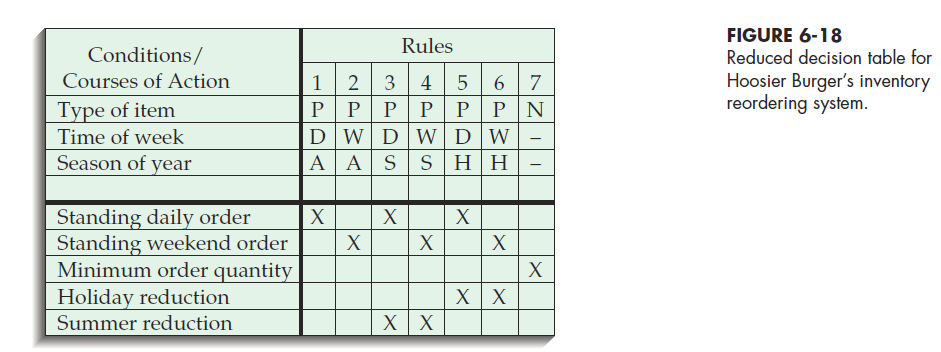 Conditions/
Courses of Action
Rules
1 2 3 4 5 6 7
Type of item P P P P P P N
Time of week D W D W D W –
Season of year A A S S H H –
Standing daily order X X X
Standing weekend order X X X
Minimum order quantity X
Holiday reduction X X
Summer reduction X X
FIGURE 6-18
Reduced decision table for
Hoosier Burger's inventory
reordering system.